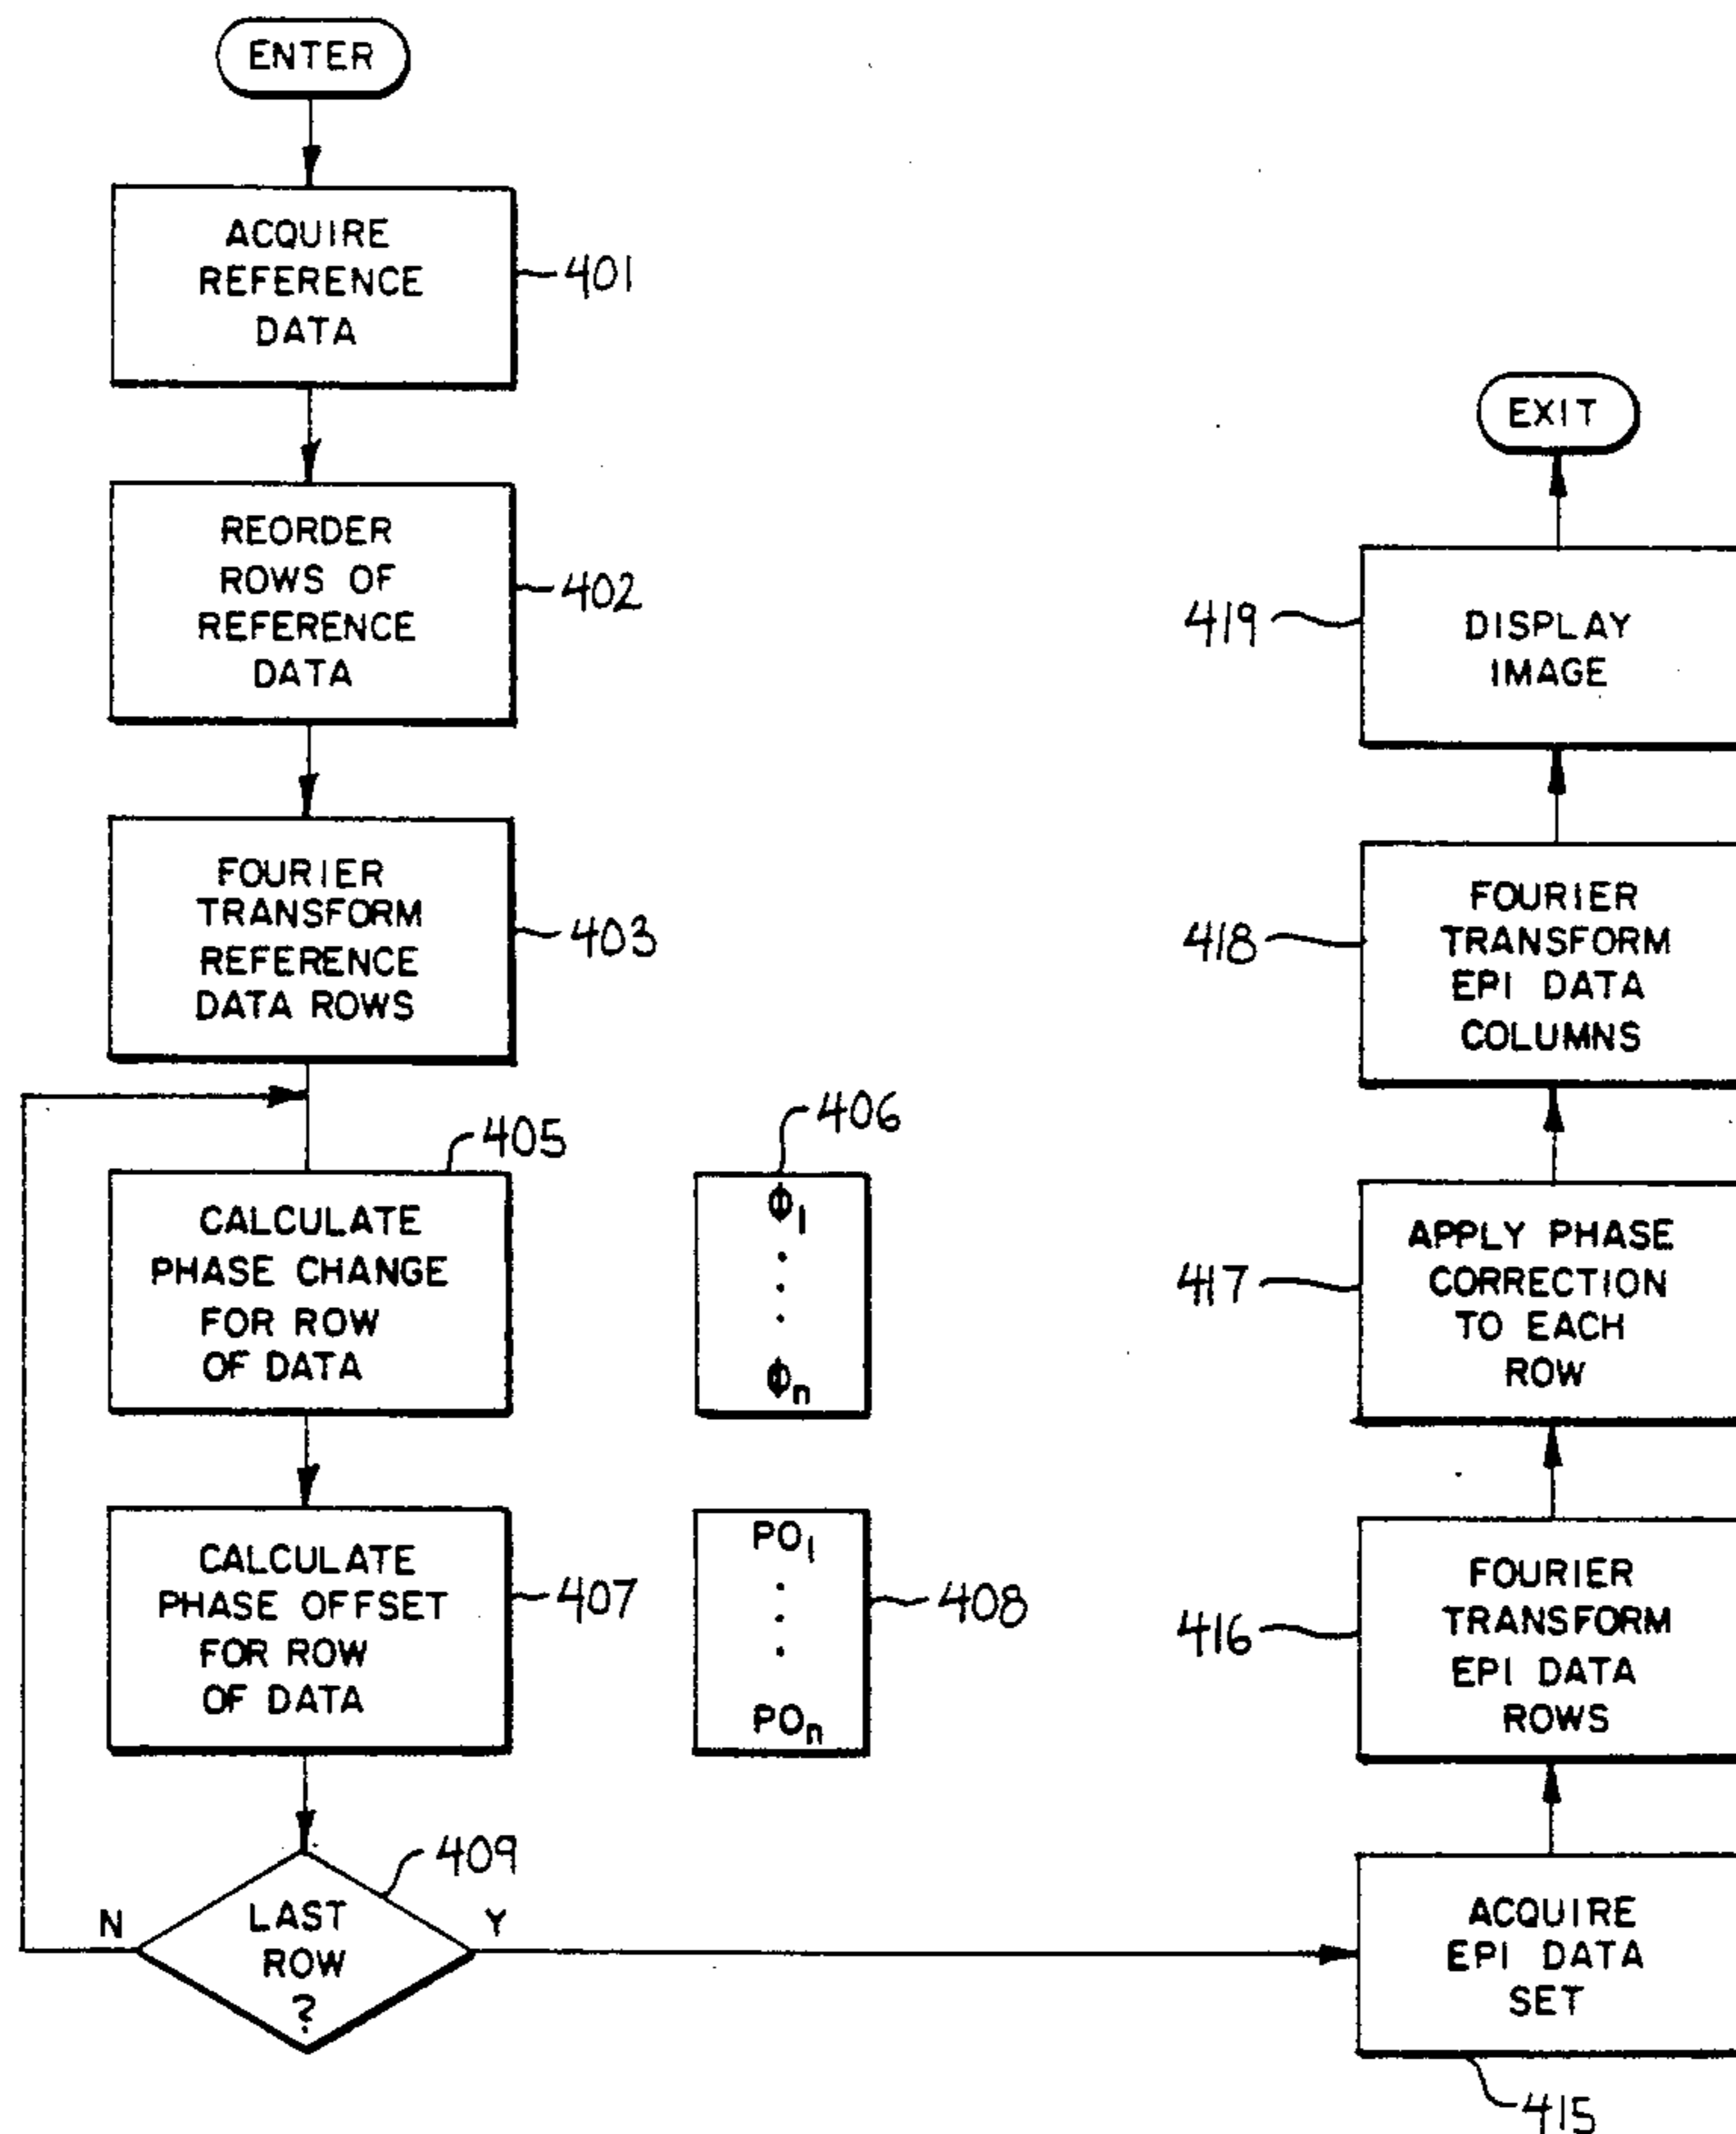 ENTER
ACQUIRE
REFERENCE
DATA
401
REORDER
ROWS OF
REFERENCE
DATA
402
FOURIER
TRANSFORM
REFERENCE
DATA ROWS
403
405
CALCULATE
PHASE CHANGE
FOR ROW
OF DATA
406
Φ1
Φn
CALCULATE
PHASE OFFSET
FOR ROW
OF DATA
407
PO1
POn
408
409
LAST
ROW
?
N
Y
EXIT
419
DISPLAY
IMAGE
418
FOURIER
TRANSFORM
EPI DATA
COLUMNS
417
APPLY PHASE
CORRECTION
TO EACH
ROW
416
FOURIER
TRANSFORM
EPI DATA
ROWS
ACQUIRE
EPI DATA
SET
415